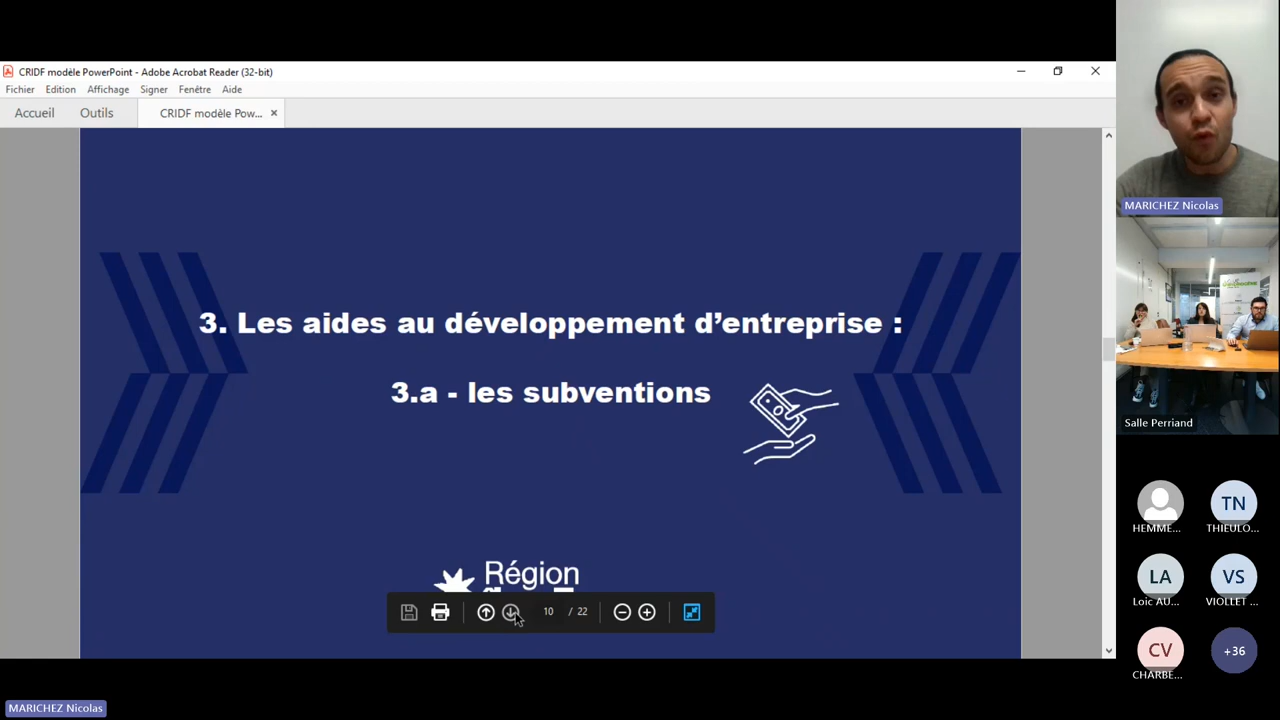 CRIDF modèle PowerPoint - Adobe Acrobat Reader (32-bit)
Fichier Edition Affichage Signer Fenêtre Aide
Accueil Outils CRIDF modèle Pow...
3. Les aides au développement d'entreprise :
3.a - les subventions
Région
10 / 22
MARICHEZ Nicolas
MARICHEZ Nicolas
Salle Perriand
HEMME...
TN
THIEULO...
LA
Loic AU...
VS
VIOLLET ...
CV
CHARBE...
+36